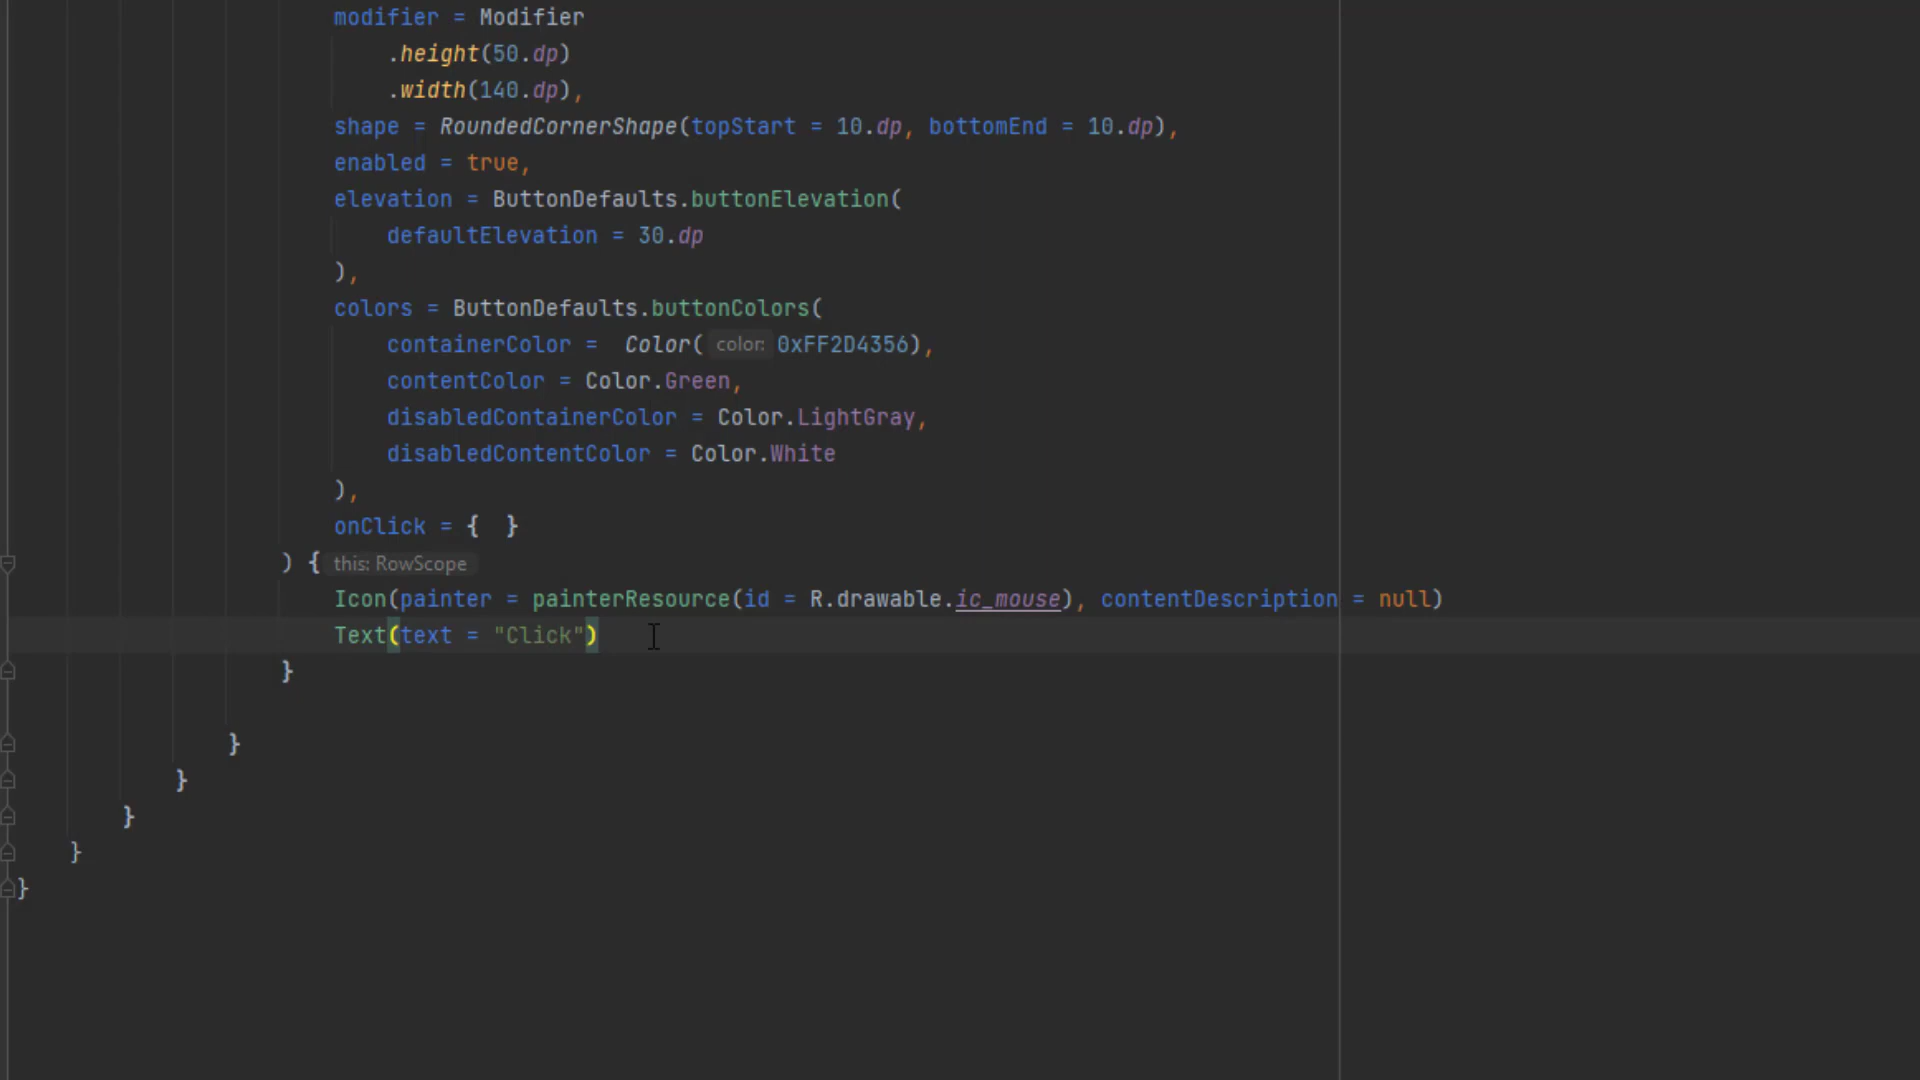 modifier = Modifier
.height(50.dp)
.width(140.dp),
shape = RoundedCornerShape(topStart = 10.dp, bottomEnd = 10.dp),
enabled = true,
elevation = ButtonDefaults.buttonElevation(
defaultElevation = 30.dp
),
colors = ButtonDefaults.buttonColors(
containerColor =  Color( color: 0xFF2D4356),
contentColor = Color.Green,
disabledContainerColor = Color.LightGray,
disabledContentColor = Color.White
),
onClick = {  }
) { this: RowScope
Icon(painter = painterResource(id = R.drawable.ic_mouse), contentDescription = null)
Text(text = "Click")
}
}
}
}
}
}